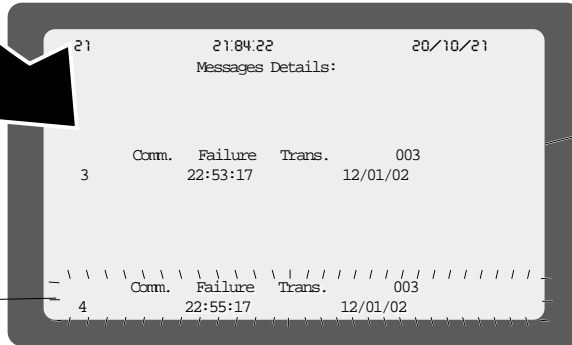 21 21:84:22 20/10/21
Messages Details:
Comm. Failure Trans. 003
3 22:53:17 12/01/02
Comm. Failure Trans. 003
4 22:55:17 12/01/02